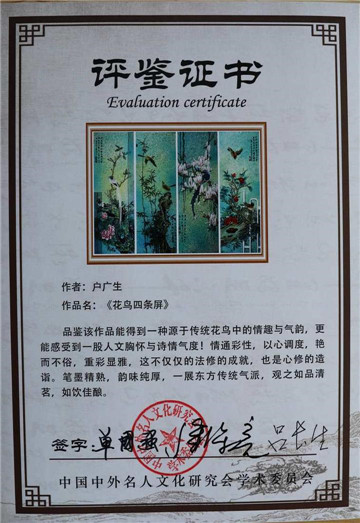 评鉴证书
Evaluation certificate
作者：户广生
作品名：《花鸟四条屏》
品鉴该作品能得到一种源于传统花鸟中的情趣与气韵，更
能感受到一股人文胸怀与诗情气度！情通彩性，以心调度，艳
而不俗，重彩显雅，这不仅仅的法修的成就，也是心修的造
诣。笔墨精熟，韵味纯厚，一展东方传统气派，观之如品清
茗，如饮佳酿。
签字：
中国中外名人文化研究会学术委员会